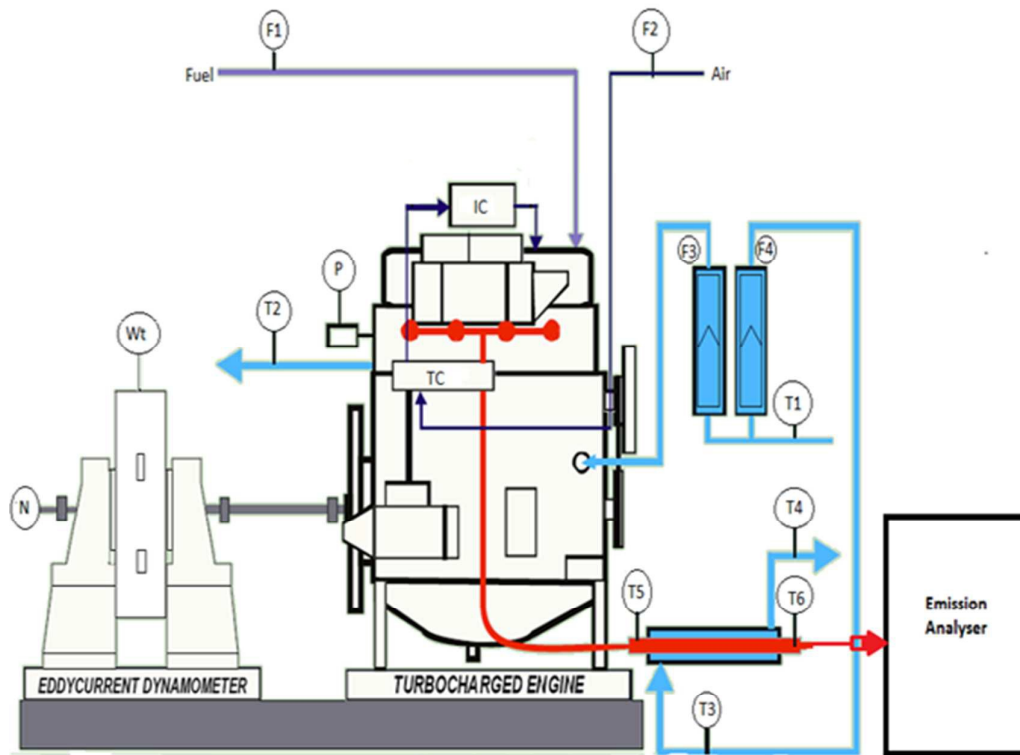 F1
F2
Fuel
Air
IC
F3
F4
P
T2
Wt
TC
T1
N
T4
T5
T6
Emission
Analyser
EDDYCURRENT DYNAMOMETER
TURBOCHARGED ENGINE
T3